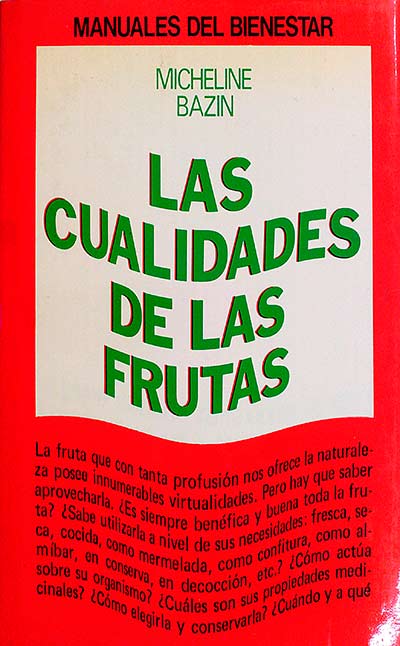 MANUALES DEL BIENESTAR
MICHELINE
BAZIN
LAS
CUALIDADES
DE LAS
FRUTAS
La fruta que con tanta profusión nos ofrece la naturale-
za posee innumerables virtualidades. Pero hay que saber
aprovecharla. ¿Es siempre benéfica y buena toda la fru-
ta? ¿Sabe utilizarla a nivel de sus necesidades: fresca, se-
ca, cocida, como mermelada, como confitura, como al-
míbar, en conserva, en decocción, etc.? ¿Cómo actúa
sobre su organismo? ¿Cuáles son sus propiedades medi-
cinales? ¿Cómo elegirla y conservarla? ¿Cuándo y a qué